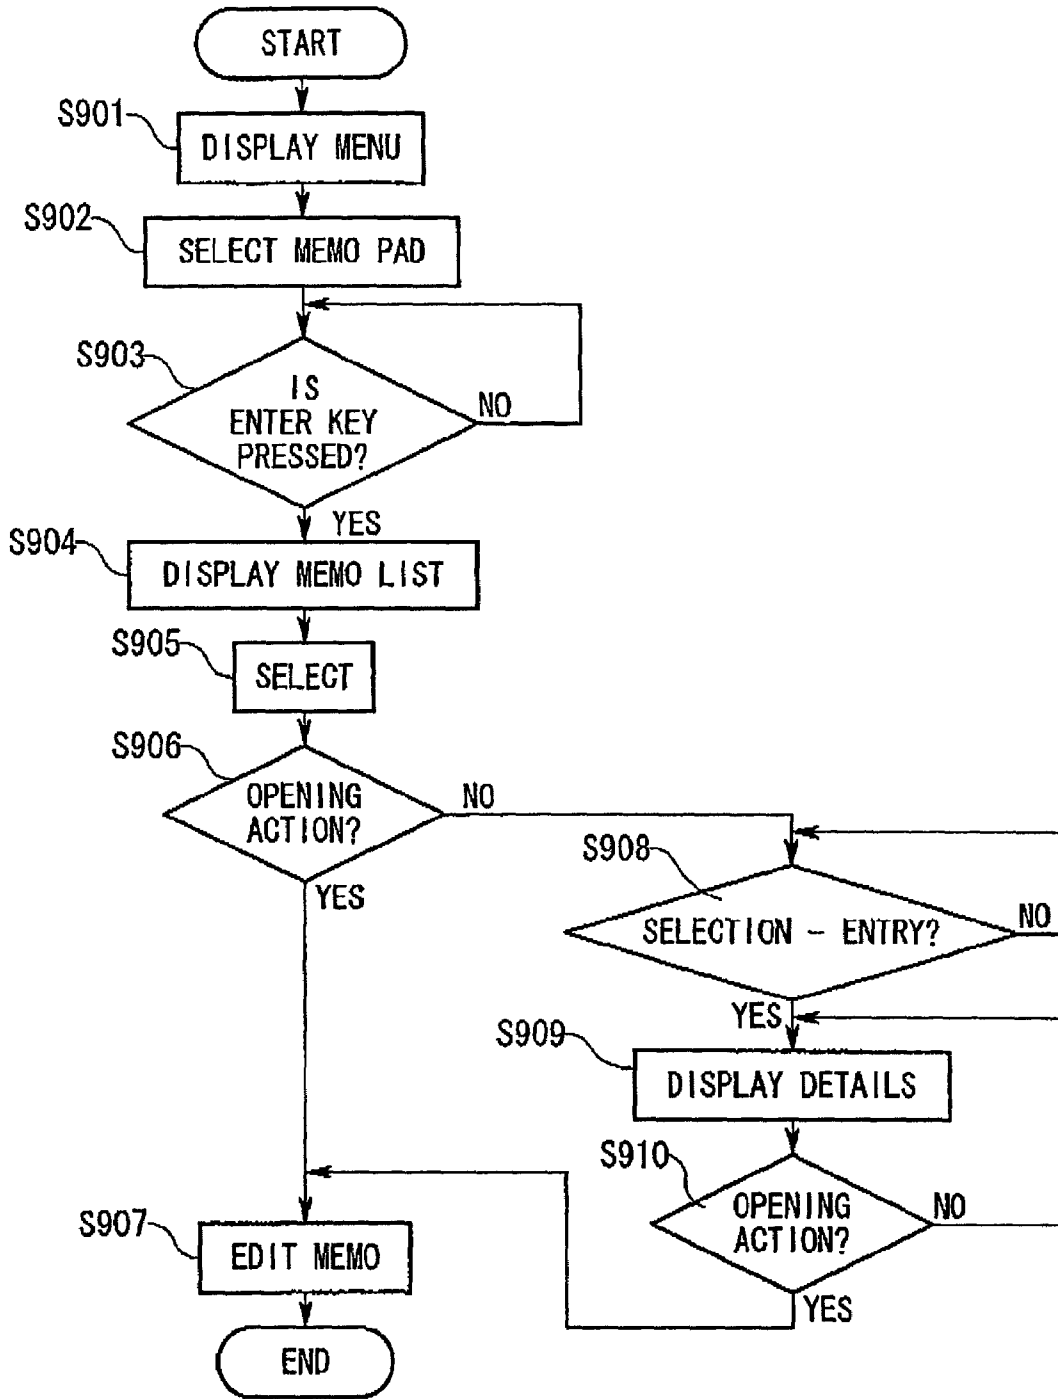 START
S901
DISPLAY MENU
S902
SELECT MEMO PAD
S903
IS
ENTER KEY
PRESSED?
NO
YES
S904
DISPLAY MEMO LIST
S905
SELECT
S906
OPENING
ACTION?
NO
YES
S908
SELECTION - ENTRY?
NO
YES
S909
DISPLAY DETAILS
S910
OPENING
ACTION?
NO
YES
S907
EDIT MEMO
END